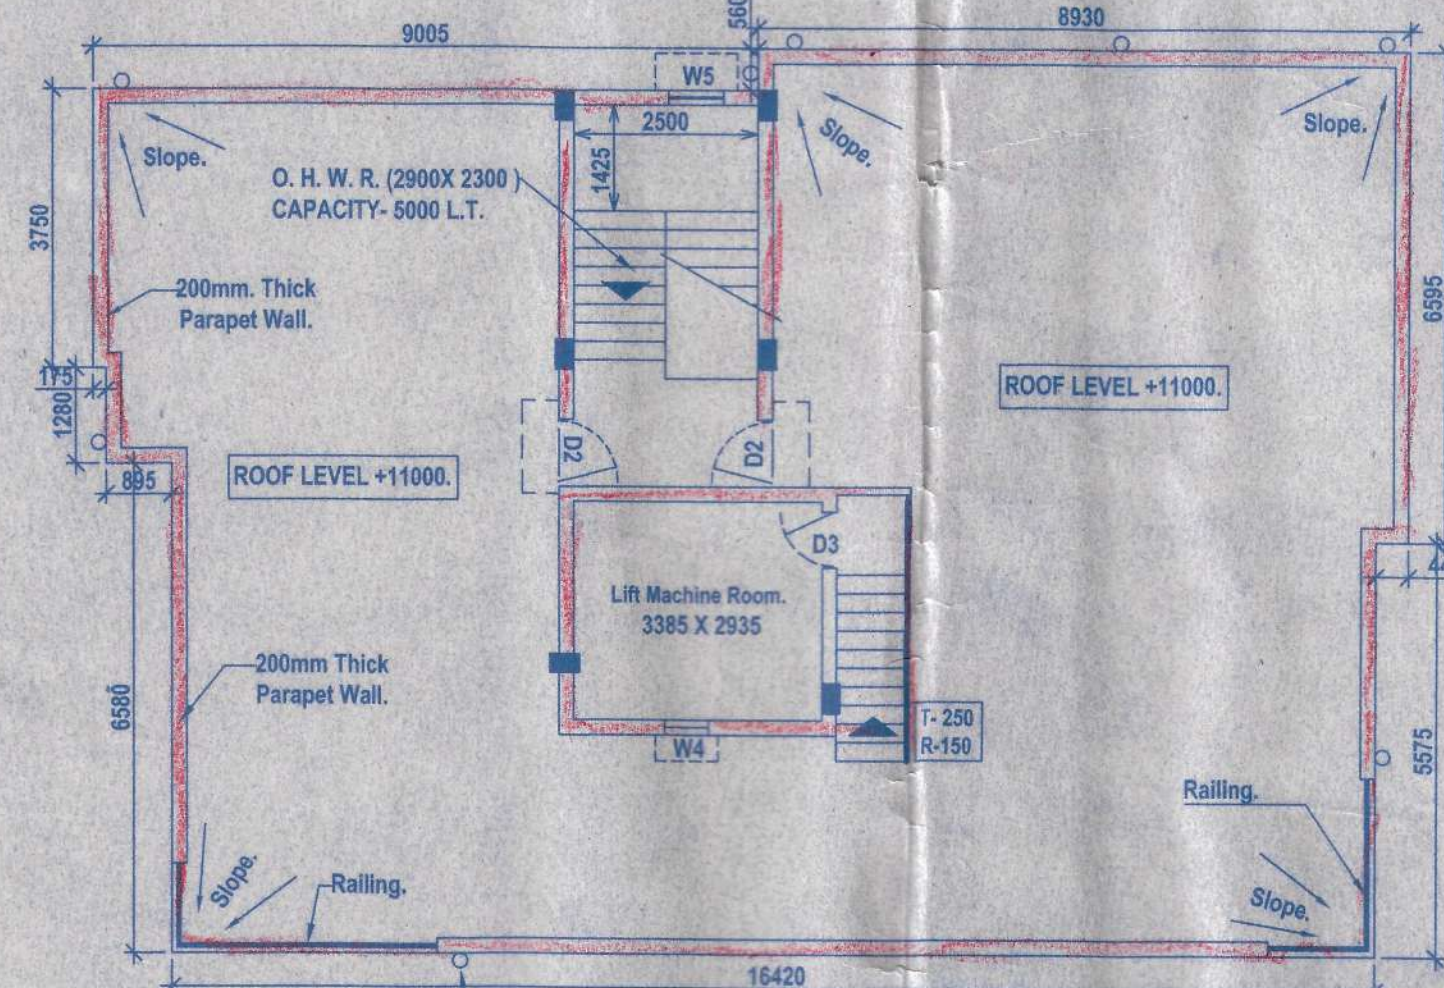 560
8930
9005
W5
2500
Slope.
Slope.
Slope.
1425
O. H. W. R. (2900X 2300 )
CAPACITY- 5000 L.T.
3750
200mm. Thick
Parapet Wall.
6595
175
ROOF LEVEL +11000.
1280
D2
D2
ROOF LEVEL +11000.
895
D3
Lift Machine Room.
3385 X 2935
200mm Thick
Parapet Wall.
6580
T- 250
R-150
W4
5575
Railing.
Slope.
Railing.
Slope.
16420